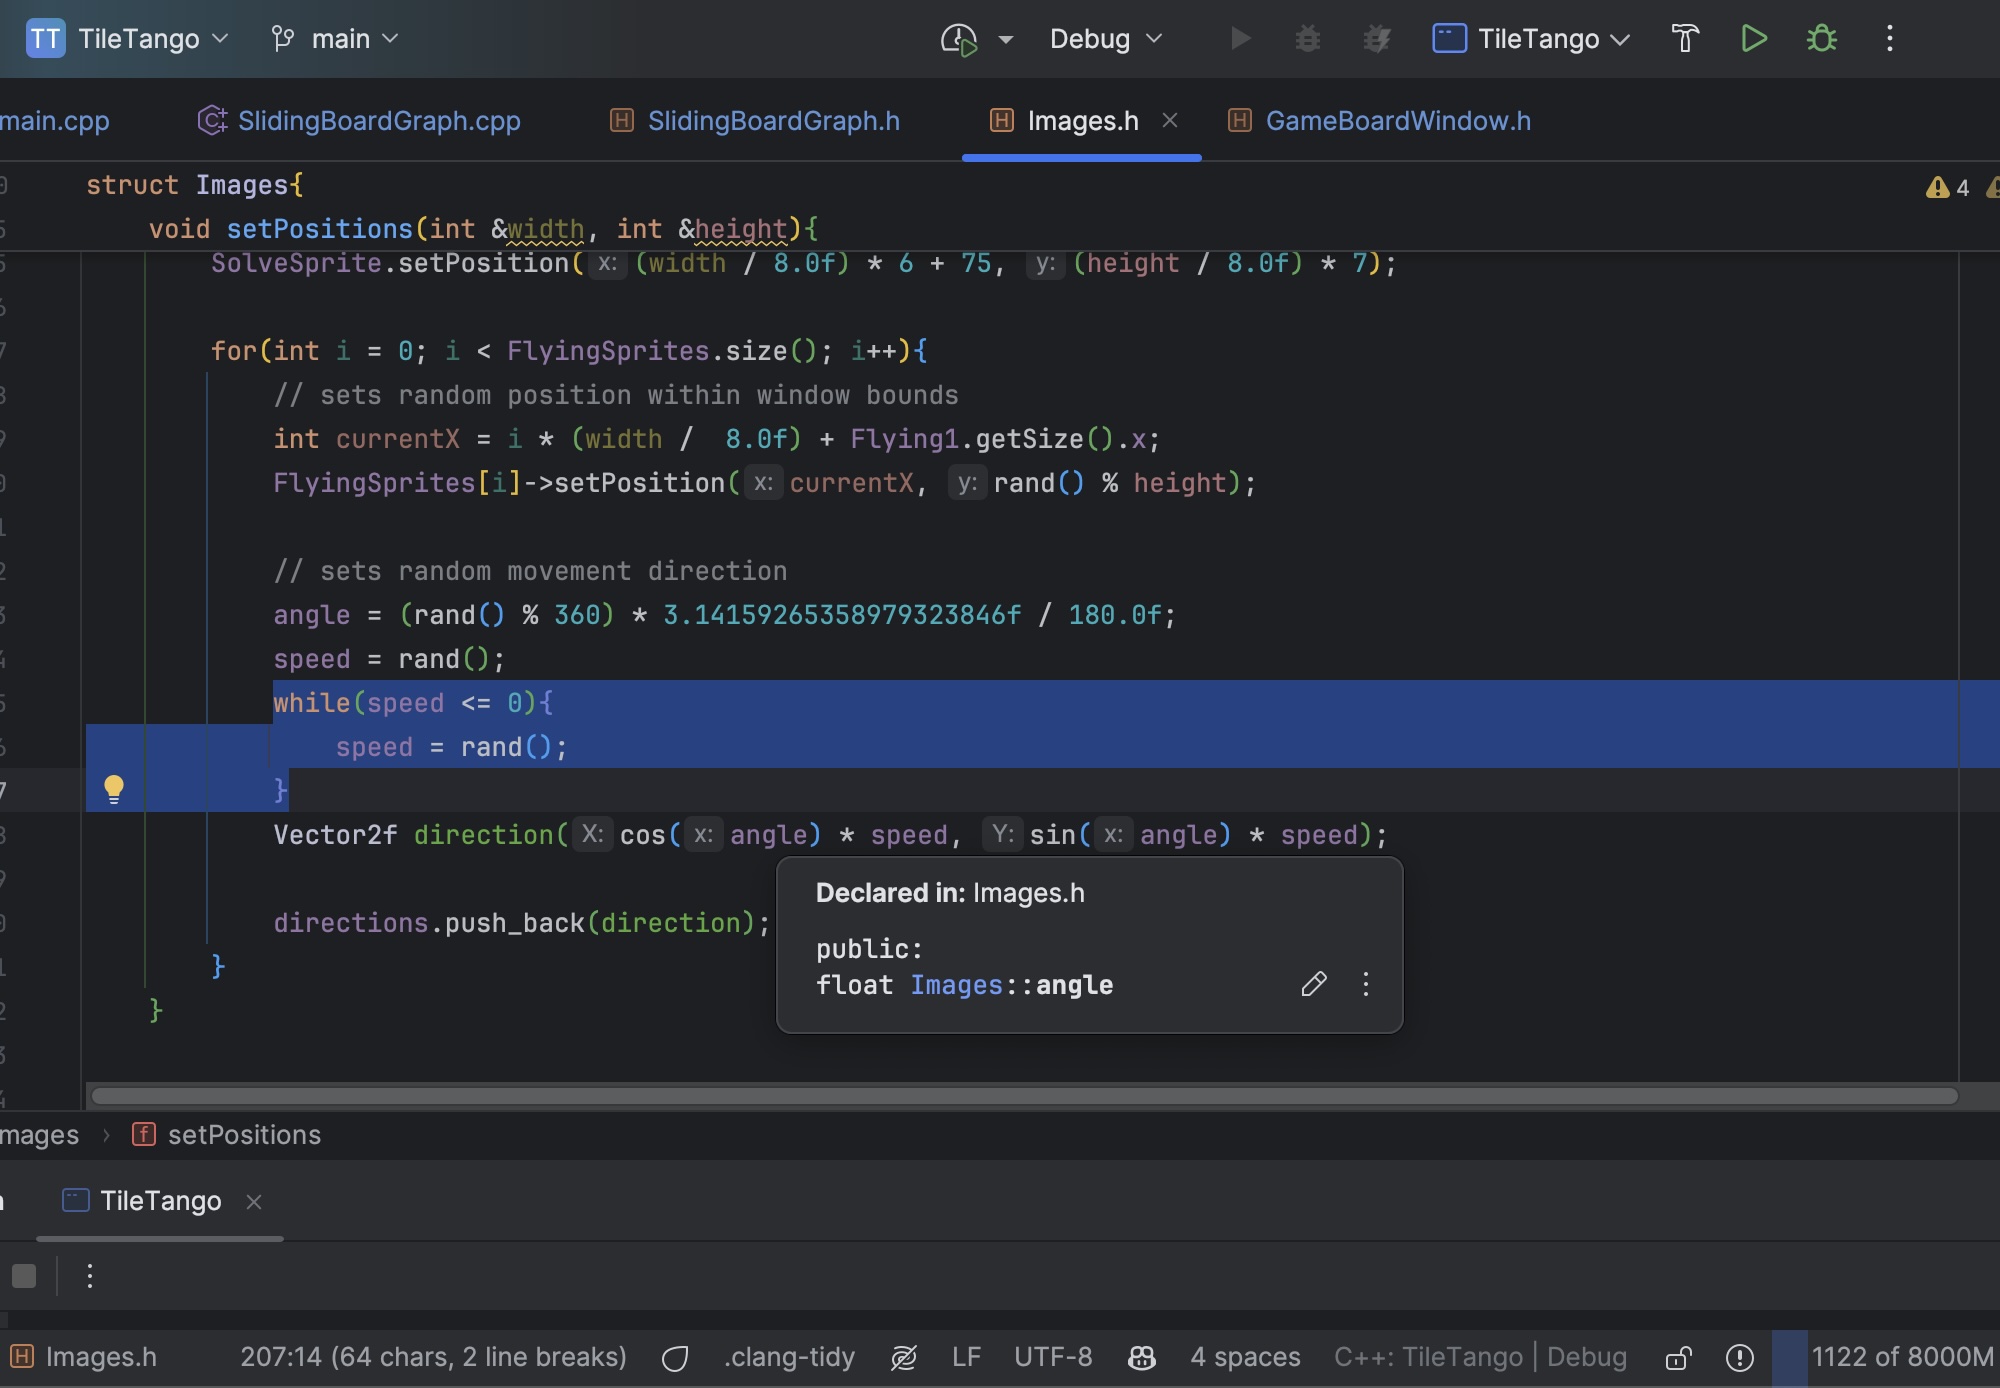 TT TileTango main Debug TileTango
main.cpp SlidingBoardGraph.cpp SlidingBoardGraph.h Images.h GameBoardWindow.h
struct Images{
4
void setPositions(int &width, int &height){
SolveSprite.setPosition( x: (width / 8.0f) * 6 + 75, y: (height / 8.0f) * 7);
for(int i = 0; i < FlyingSprites.size(); i++){
// sets random position within window bounds
int currentX = i * (width /  8.0f) + Flying1.getSize().x;
FlyingSprites[i]->setPosition( x: currentX, y: rand() % height);
// sets random movement direction
angle = (rand() % 360) * 3.14159265358979323846f / 180.0f;
speed = rand();
while(speed <= 0){
speed = rand();
}
Vector2f direction( X: cos( x: angle) * speed, Y: sin( x: angle) * speed);
directions.push_back(direction);
}
}
Declared in: Images.h
public:
float Images::angle
mages › f setPositions
TileTango
H Images.h 207:14 (64 chars, 2 line breaks) .clang-tidy LF UTF-8 4 spaces C++: TileTango | Debug 1122 of 8000M